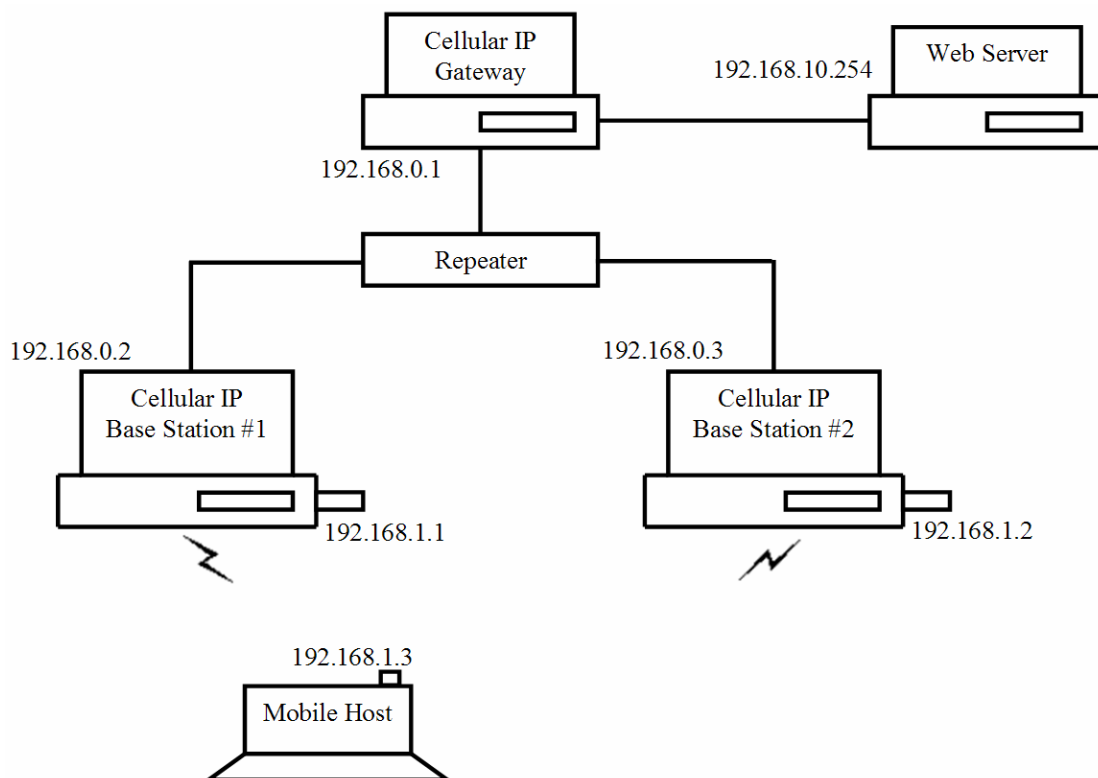 Cellular IP
Gateway
192.168.10.254
Web Server
192.168.0.1
Repeater
192.168.0.2
192.168.0.3
Cellular IP
Base Station #1
Cellular IP
Base Station #2
192.168.1.1
192.168.1.2
192.168.1.3
Mobile Host